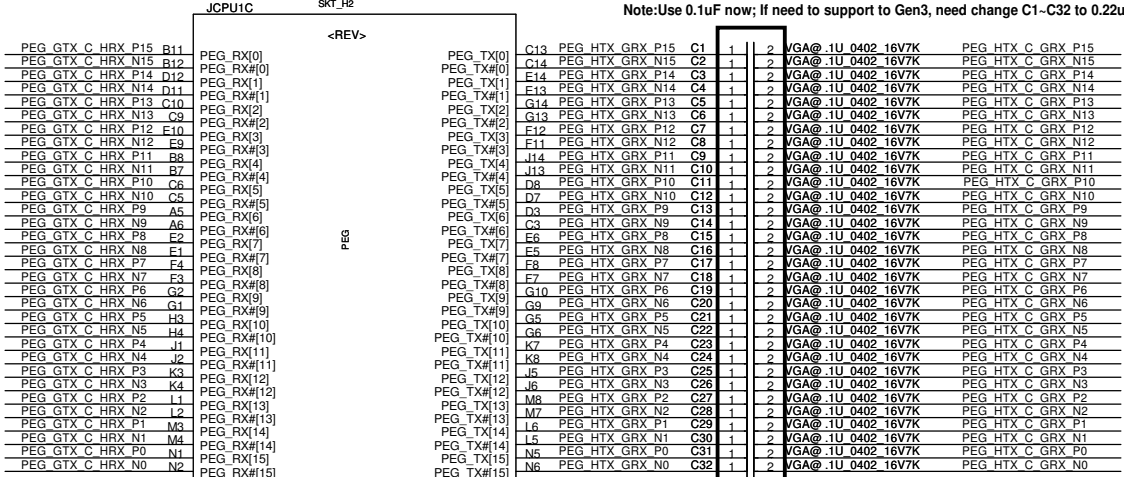 JCPU1C SKT_H2 Note:Use 0.1uF now; If need to support to Gen3, need change C1~C32 to 0.22u
<REV>
PEG
PEG_GTX_C_HRX_P15 B11 PEG_RX[0] PEG_TX[0] C13 PEG_HTX_GRX_P15 C1 1 2 VGA@ .1U_0402_16V7K PEG_HTX_C_GRX_P15
PEG_GTX_C_HRX_N15 B12 PEG_RX#[0] PEG_TX#[0] C14 PEG_HTX_GRX_N15 C2 1 2 VGA@ .1U_0402_16V7K PEG_HTX_C_GRX_N15
PEG_GTX_C_HRX_P14 D12 PEG_RX[1] PEG_TX[1] E14 PEG_HTX_GRX_P14 C3 1 2 VGA@ .1U_0402_16V7K PEG_HTX_C_GRX_P14
PEG_GTX_C_HRX_N14 D11 PEG_RX#[1] PEG_TX#[1] E13 PEG_HTX_GRX_N14 C4 1 2 VGA@ .1U_0402_16V7K PEG_HTX_C_GRX_N14
PEG_GTX_C_HRX_P13 C10 PEG_RX[2] PEG_TX[2] G14 PEG_HTX_GRX_P13 C5 1 2 VGA@ .1U_0402_16V7K PEG_HTX_C_GRX_P13
PEG_GTX_C_HRX_N13 C9 PEG_RX#[2] PEG_TX#[2] G13 PEG_HTX_GRX_N13 C6 1 2 VGA@ .1U_0402_16V7K PEG_HTX_C_GRX_N13
PEG_GTX_C_HRX_P12 E10 PEG_RX[3] PEG_TX[3] F12 PEG_HTX_GRX_P12 C7 1 2 VGA@ .1U_0402_16V7K PEG_HTX_C_GRX_P12
PEG_GTX_C_HRX_N12 E9 PEG_RX#[3] PEG_TX#[3] F11 PEG_HTX_GRX_N12 C8 1 2 VGA@ .1U_0402_16V7K PEG_HTX_C_GRX_N12
PEG_GTX_C_HRX_P11 B8 PEG_RX[4] PEG_TX[4] J14 PEG_HTX_GRX_P11 C9 1 2 VGA@ .1U_0402_16V7K PEG_HTX_C_GRX_P11
PEG_GTX_C_HRX_N11 B7 PEG_RX#[4] PEG_TX#[4] J13 PEG_HTX_GRX_N11 C10 1 2 VGA@ .1U_0402_16V7K PEG_HTX_C_GRX_N11
PEG_GTX_C_HRX_P10 C6 PEG_RX[5] PEG_TX[5] D8 PEG_HTX_GRX_P10 C11 1 2 VGA@ .1U_0402_16V7K PEG_HTX_C_GRX_P10
PEG_GTX_C_HRX_N10 C5 PEG_RX#[5] PEG_TX#[5] D7 PEG_HTX_GRX_N10 C12 1 2 VGA@ .1U_0402_16V7K PEG_HTX_C_GRX_N10
PEG_GTX_C_HRX_P9 A5 PEG_RX[6] PEG_TX[6] D3 PEG_HTX_GRX_P9 C13 1 2 VGA@ .1U_0402_16V7K PEG_HTX_C_GRX_P9
PEG_GTX_C_HRX_N9 A6 PEG_RX#[6] PEG_TX#[6] C3 PEG_HTX_GRX_N9 C14 1 2 VGA@ .1U_0402_16V7K PEG_HTX_C_GRX_N9
PEG_GTX_C_HRX_P8 E2 PEG_RX[7] PEG_TX[7] E6 PEG_HTX_GRX_P8 C15 1 2 VGA@ .1U_0402_16V7K PEG_HTX_C_GRX_P8
PEG_GTX_C_HRX_N8 E1 PEG_RX#[7] PEG_TX#[7] E5 PEG_HTX_GRX_N8 C16 1 2 VGA@ .1U_0402_16V7K PEG_HTX_C_GRX_N8
PEG_GTX_C_HRX_P7 F4 PEG_RX[8] PEG_TX[8] F8 PEG_HTX_GRX_P7 C17 1 2 VGA@ .1U_0402_16V7K PEG_HTX_C_GRX_P7
PEG_GTX_C_HRX_N7 F3 PEG_RX#[8] PEG_TX#[8] F7 PEG_HTX_GRX_N7 C18 1 2 VGA@ .1U_0402_16V7K PEG_HTX_C_GRX_N7
PEG_GTX_C_HRX_P6 G2 PEG_RX[9] PEG_TX[9] G10 PEG_HTX_GRX_P6 C19 1 2 VGA@ .1U_0402_16V7K PEG_HTX_C_GRX_P6
PEG_GTX_C_HRX_N6 G1 PEG_RX#[9] PEG_TX#[9] G9 PEG_HTX_GRX_N6 C20 1 2 VGA@ .1U_0402_16V7K PEG_HTX_C_GRX_N6
PEG_GTX_C_HRX_P5 H3 PEG_RX[10] PEG_TX[10] G5 PEG_HTX_GRX_P5 C21 1 2 VGA@ .1U_0402_16V7K PEG_HTX_C_GRX_P5
PEG_GTX_C_HRX_N5 H4 PEG_RX#[10] PEG_TX#[10] G6 PEG_HTX_GRX_N5 C22 1 2 VGA@ .1U_0402_16V7K PEG_HTX_C_GRX_N5
PEG_GTX_C_HRX_P4 J1 PEG_RX[11] PEG_TX[11] K7 PEG_HTX_GRX_P4 C23 1 2 VGA@ .1U_0402_16V7K PEG_HTX_C_GRX_P4
PEG_GTX_C_HRX_N4 J2 PEG_RX#[11] PEG_TX#[11] K8 PEG_HTX_GRX_N4 C24 1 2 VGA@ .1U_0402_16V7K PEG_HTX_C_GRX_N4
PEG_GTX_C_HRX_P3 K3 PEG_RX[12] PEG_TX[12] J5 PEG_HTX_GRX_P3 C25 1 2 VGA@ .1U_0402_16V7K PEG_HTX_C_GRX_P3
PEG_GTX_C_HRX_N3 K4 PEG_RX#[12] PEG_TX#[12] J6 PEG_HTX_GRX_N3 C26 1 2 VGA@ .1U_0402_16V7K PEG_HTX_C_GRX_N3
PEG_GTX_C_HRX_P2 L1 PEG_RX[13] PEG_TX[13] M8 PEG_HTX_GRX_P2 C27 1 2 VGA@ .1U_0402_16V7K PEG_HTX_C_GRX_P2
PEG_GTX_C_HRX_N2 L2 PEG_RX#[13] PEG_TX#[13] M7 PEG_HTX_GRX_N2 C28 1 2 VGA@ .1U_0402_16V7K PEG_HTX_C_GRX_N2
PEG_GTX_C_HRX_P1 M3 PEG_RX[14] PEG_TX[14] L6 PEG_HTX_GRX_P1 C29 1 2 VGA@ .1U_0402_16V7K PEG_HTX_C_GRX_P1
PEG_GTX_C_HRX_N1 M4 PEG_RX#[14] PEG_TX#[14] L5 PEG_HTX_GRX_N1 C30 1 2 VGA@ .1U_0402_16V7K PEG_HTX_C_GRX_N1
PEG_GTX_C_HRX_P0 N1 PEG_RX[15] PEG_TX[15] N5 PEG_HTX_GRX_P0 C31 1 2 VGA@ .1U_0402_16V7K PEG_HTX_C_GRX_P0
PEG_GTX_C_HRX_N0 N2 PEG_RX#[15] PEG_TX#[15] N6 PEG_HTX_GRX_N0 C32 1 2 VGA@ .1U_0402_16V7K PEG_HTX_C_GRX_N0